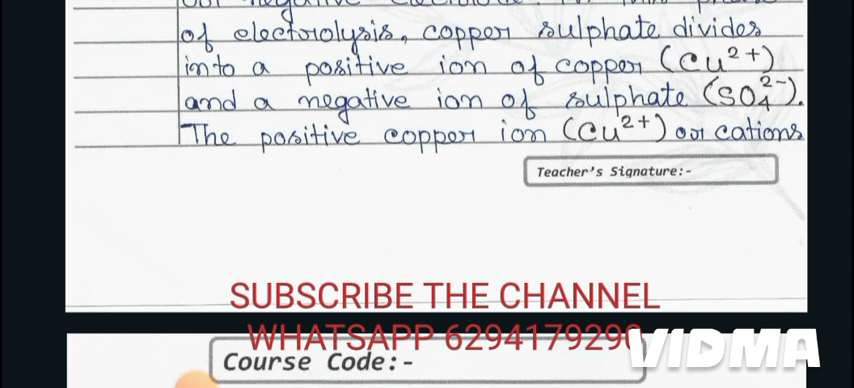 of electrolysis, copper sulphate divides
into a positive ion of copper (Cu²⁺)
and a negative ion of sulphate (SO₄²⁻).
The positive copper ion (Cu²⁺) or cations
Teacher's Signature:-
SUBSCRIBE THE CHANNEL
WHATSAPP 629417929
VIDMA
Course Code:-